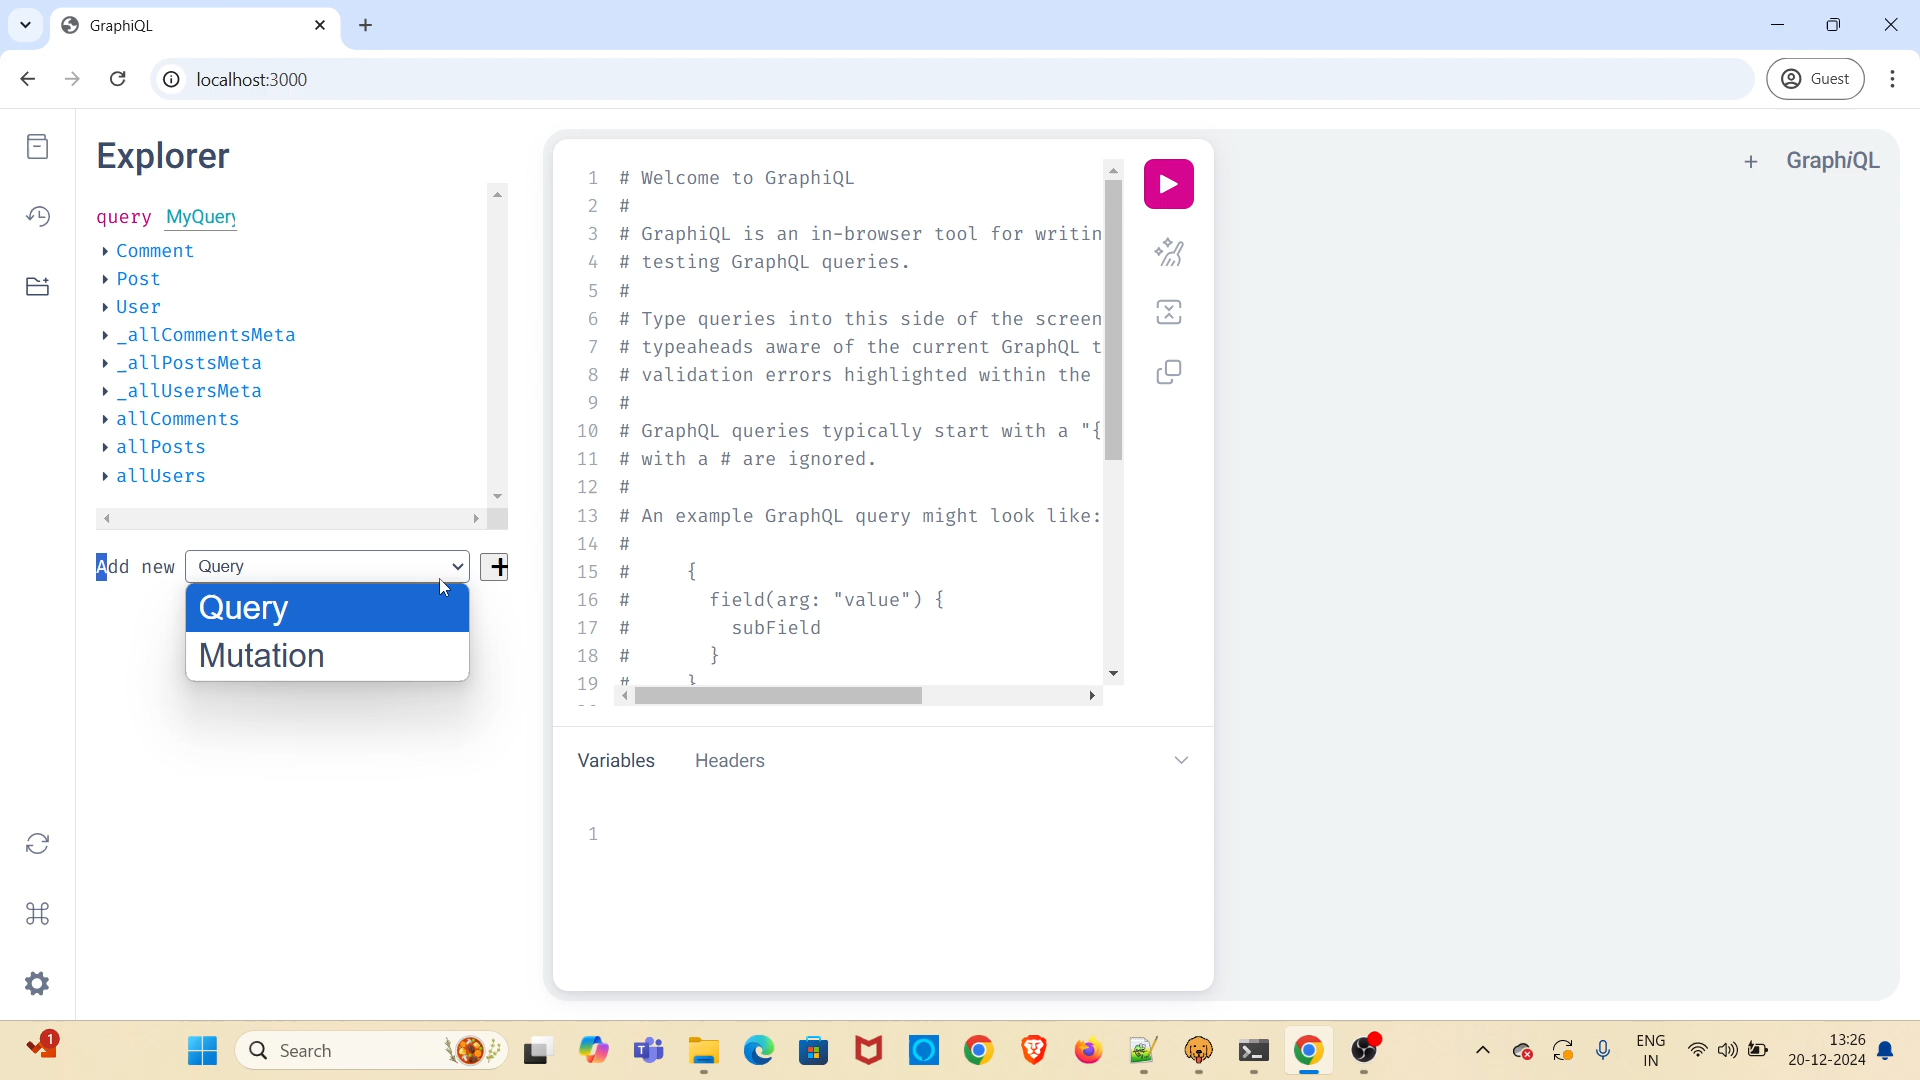 GraphiQL
localhost:3000
Guest
Explorer
query MyQuery
Comment
Post
User
_allCommentsMeta
_allPostsMeta
_allUsersMeta
allComments
allPosts
allUsers
Add new Query
Query
Mutation
1 # Welcome to GraphiQL
2 #
3 # GraphiQL is an in-browser tool for writin
4 # testing GraphQL queries.
5 #
6 # Type queries into this side of the screen
7 # typeaheads aware of the current GraphQL t
8 # validation errors highlighted within the
9 #
10 # GraphQL queries typically start with a "{
11 # with a # are ignored.
12 #
13 # An example GraphQL query might look like:
14 #
15 # {
16 # field(arg: "value") {
17 # subField
18 # }
19 # }
GraphiQL
Variables Headers
1
1
Search
ENG
IN
13:26
20-12-2024